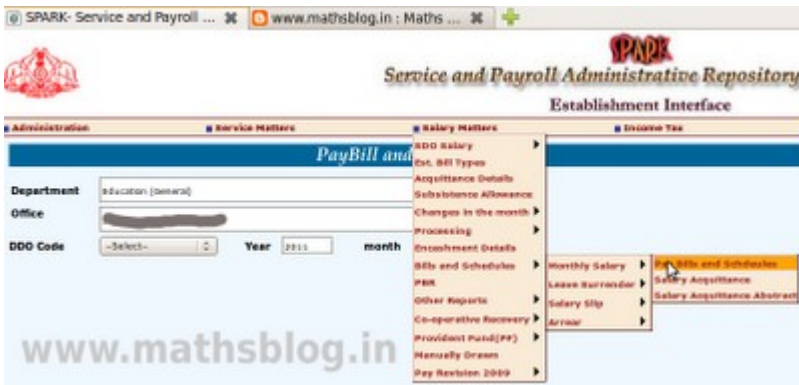 SPARK- Service and Payroll ...
www.mathsblog.in : Maths ...
SPARK
Service and Payroll Administrative Repository
Establishment Interface
Administration
Service Matters
Salary Matters
Income Tax
PayBill and
Department
Education (General)
Office
DDO Code
--Select--
Year
2011
month
SDO Salary
Est. Bill Types
Acquittance Details
Subsistence Allowance
Changes in the month
Processing
Encashment Details
Bills and Schedules
PBR
Other Reports
Co-operative Recovery
Provident Fund(PF)
Manually Drawn
Pay Revision 2009
Monthly Salary
Leave Surrender
Salary Slip
Arrear
Pay Bills and Schedules
Salary Acquittance
Salary Acquittance Abstract
www.mathsblog.in